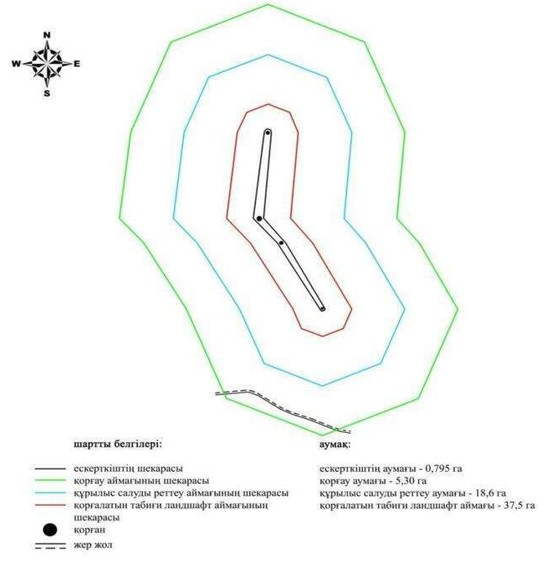 N
W E
S
шартты белгілері: аумақ:
ескерткіштің шекарасы ескерткіштің аумағы - 0,795 га
қорғау аймағының шекарасы қорғау аумағы - 5,30 га
құрылыс салуды реттеу аймағының шекарасы құрылыс салуды реттеу аумағы - 18,6 га
қорғалатын табиғи ландшафт аймағының қорғалатын табиғи ландшафт аймағы - 37,5 га
шекарасы
қорған
жер жол